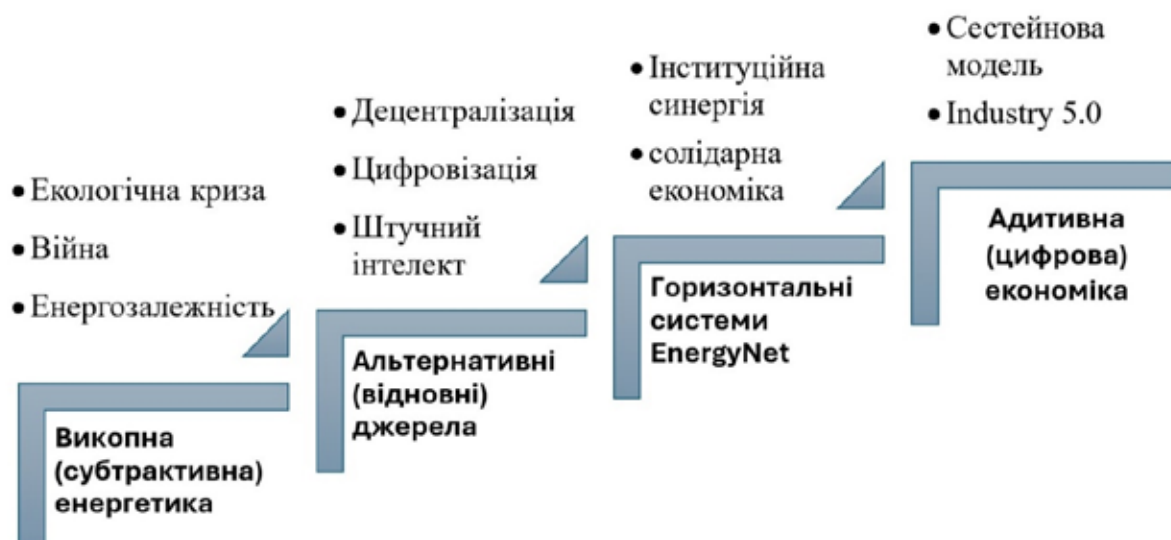 • Екологічна криза
• Війна
• Енергозалежність
Викопна
(субтрактивна)
енергетика
• Децентралізація
• Цифровізація
• Штучний
інтелект
Альтернативні
(відновні)
джерела
• Інституційна
синергія
• солідарна
економіка
Горизонтальні
системи
EnergyNet
• Сестейнова
модель
• Industry 5.0
Адитивна
(цифрова)
економіка